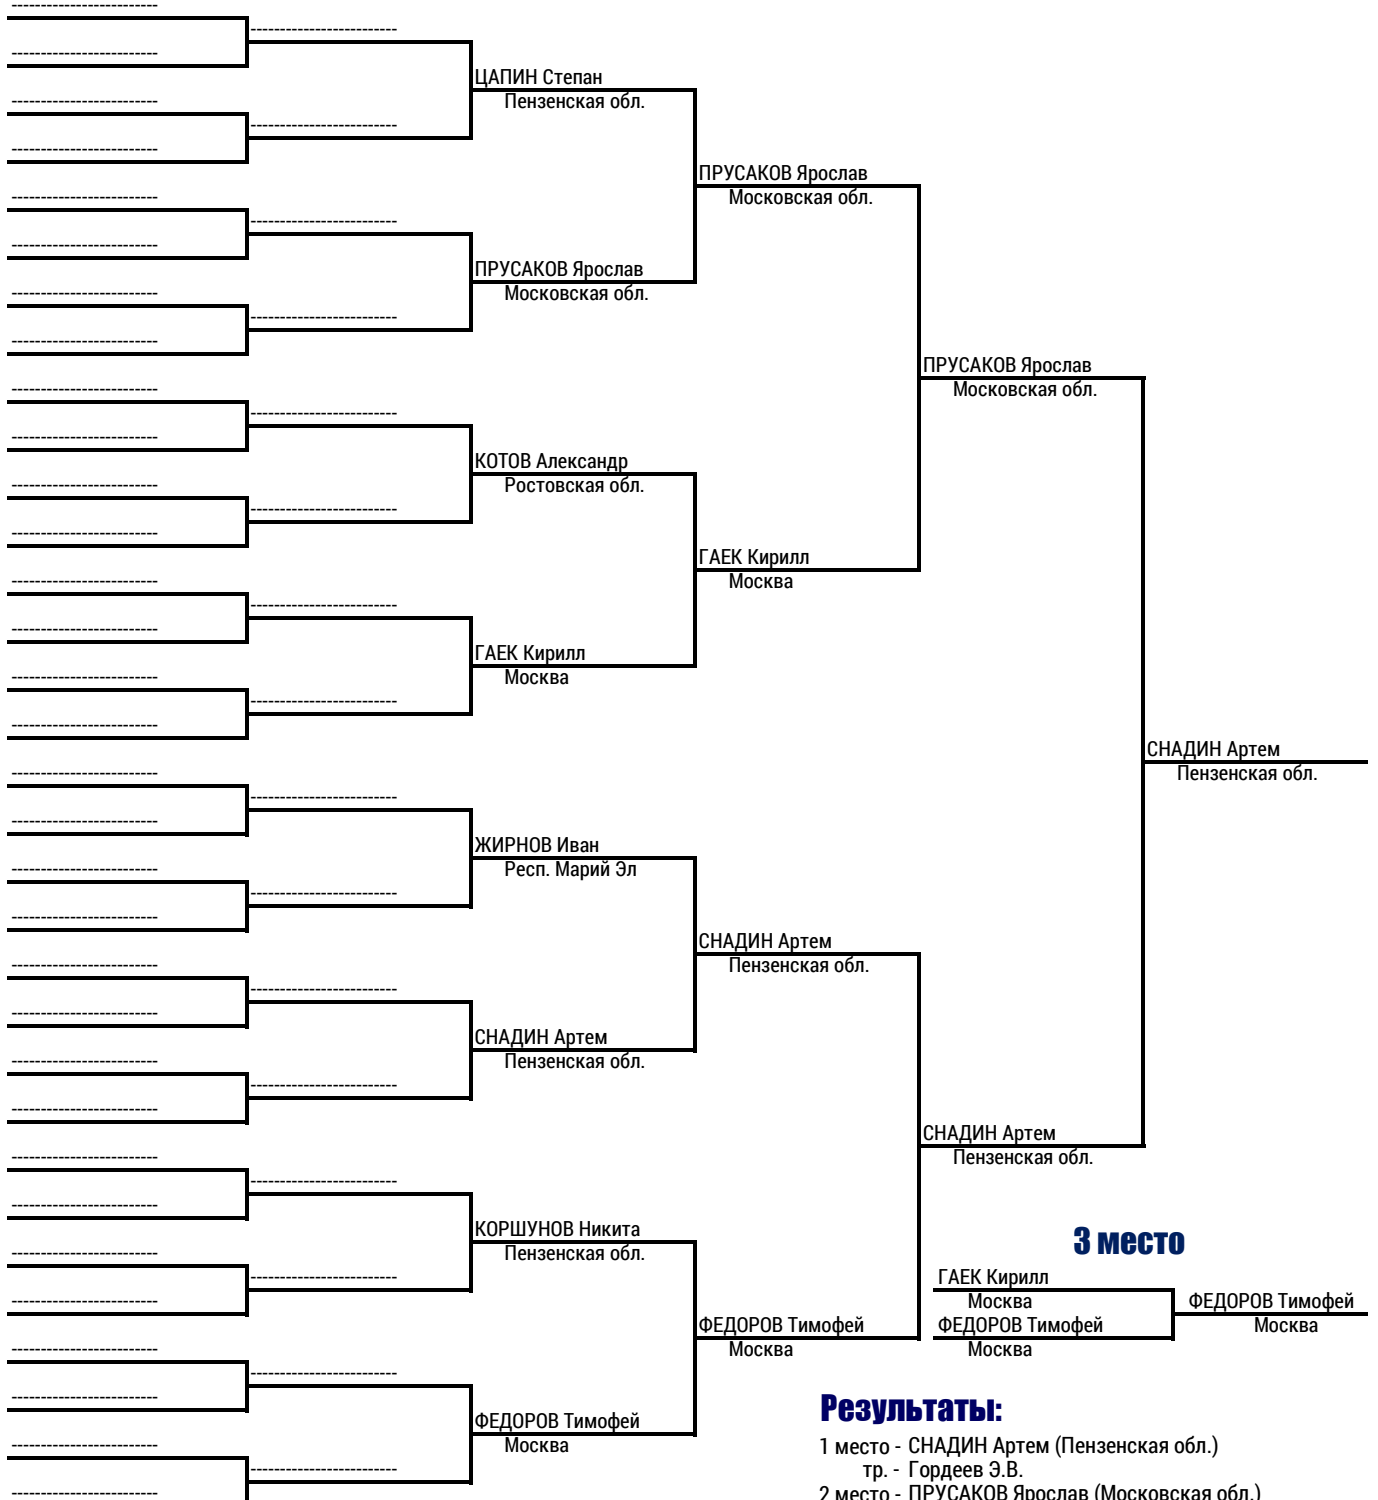 ЦАПИН Степан
Пензенская обл.
ПРУСАКОВ Ярослав
Московская обл.
ПРУСАКОВ Ярослав
Московская обл.
ПРУСАКОВ Ярослав
Московская обл.
КОТОВ Александр
Ростовская обл.
ГАЕК Кирилл
Москва
ГАЕК Кирилл
Москва
СНАДИН Артем
Пензенская обл.
ЖИРНОВ Иван
Респ. Марий Эл
СНАДИН Артем
Пензенская обл.
СНАДИН Артем
Пензенская обл.
СНАДИН Артем
Пензенская обл.
КОРШУНОВ Никита
Пензенская обл.
3 место
ГАЕК Кирилл
Москва
ФЕДОРОВ Тимофей
Москва
ФЕДОРОВ Тимофей
Москва
ФЕДОРОВ Тимофей
Москва
ФЕДОРОВ Тимофей
Москва
Результаты:
1 место - СНАДИН Артем (Пензенская обл.)
тр. - Гордеев Э.В.
2 место - ПРУСАКОВ Ярослав (Московская обл.)